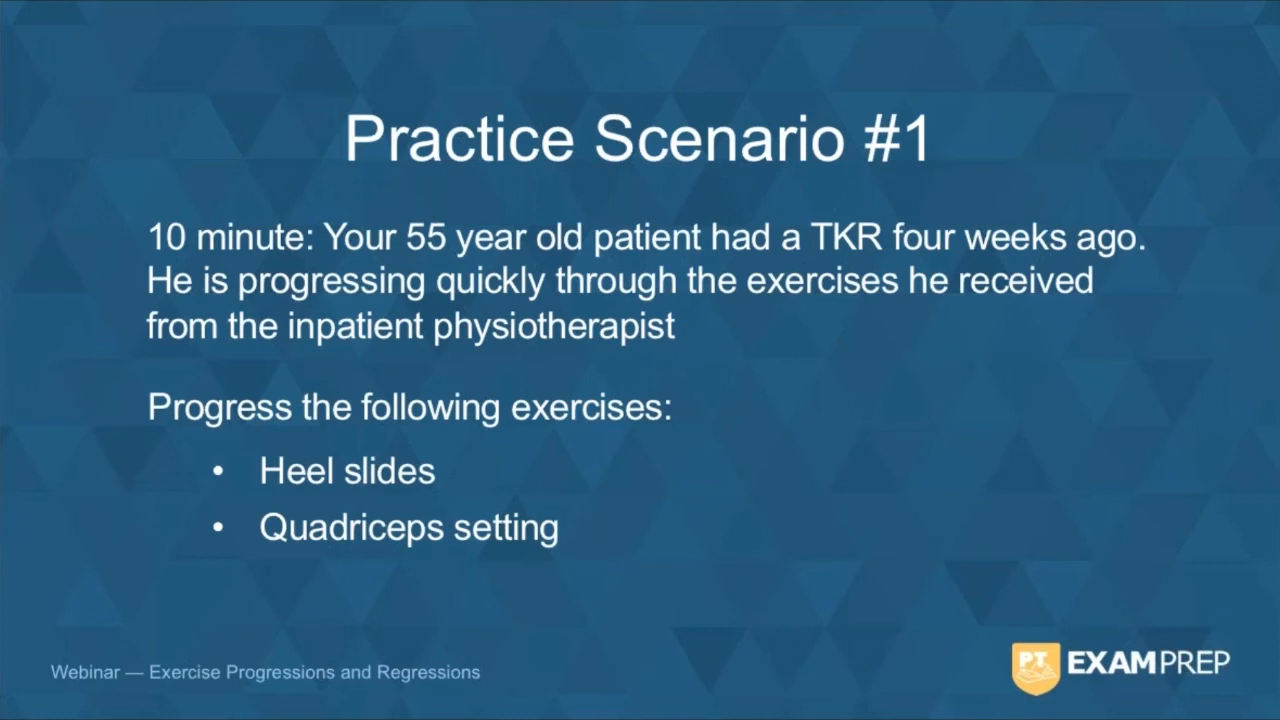 Practice Scenario #1
10 minute: Your 55 year old patient had a TKR four weeks ago.
He is progressing quickly through the exercises he received
from the inpatient physiotherapist
Progress the following exercises:
• Heel slides
• Quadriceps setting
Webinar — Exercise Progressions and Regressions
P.T. EXAMPREP